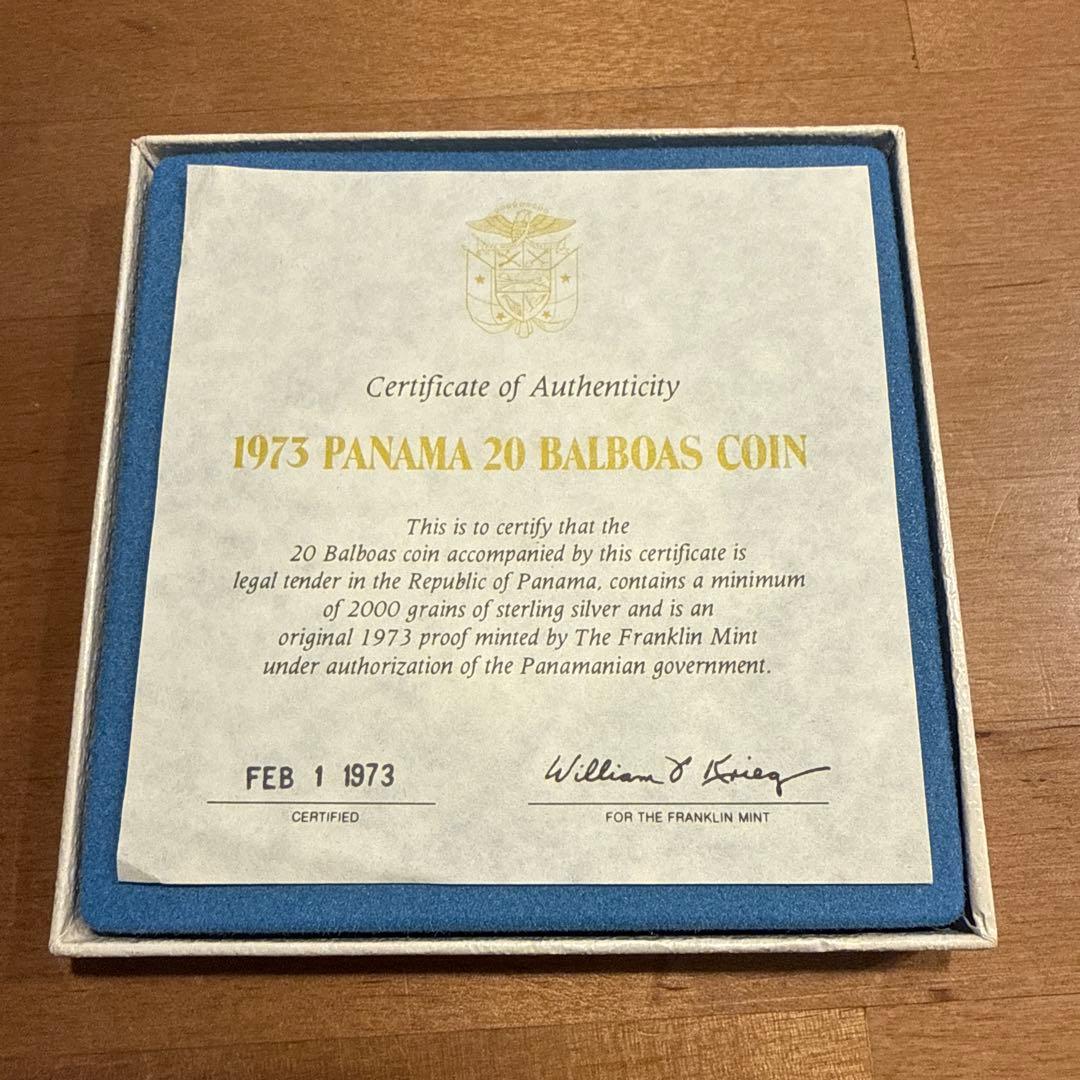 Certificate of Authenticity
1973 PANAMA 20 BALBOAS COIN
This is to certify that the
20 Balboas coin accompanied by this certificate is
legal tender in the Republic of Panama, contains a minimum
of 2000 grains of sterling silver and is an
original 1973 proof minted by The Franklin Mint
under authorization of the Panamanian government.
FEB 1 1973
William F Krieg
CERTIFIED
FOR THE FRANKLIN MINT